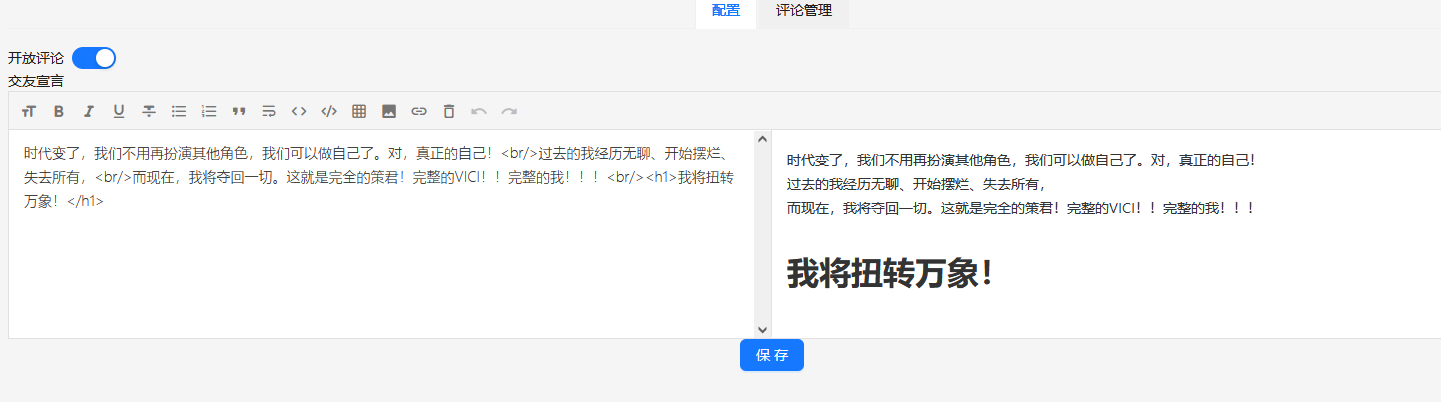 配置 评论管理
开放评论
交友宣言
时代变了，我们不用再扮演其他角色，我们可以做自己了。对，真正的自己！<br/>过去的我经历无聊、开始摆烂、
失去所有，<br/>而现在，我将夺回一切。这就是完全的策君！完整的VICI！！完整的我！！！<br/><h1>我将扭转
万象！</h1>
时代变了，我们不用再扮演其他角色，我们可以做自己了。对，真正的自己！
过去的我经历无聊、开始摆烂、失去所有，
而现在，我将夺回一切。这就是完全的策君！完整的VICI！！完整的我！！！
我将扭转万象！
保 存